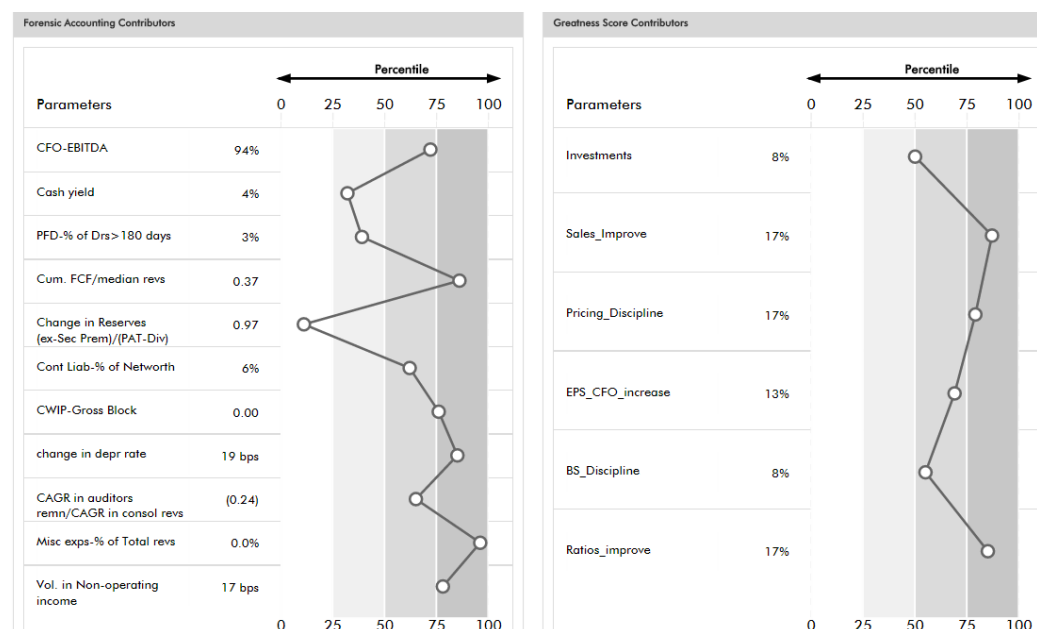 Forensic Accounting Contributors
Percentile
Parameters 0 25 50 75 100
CFO-EBITDA 94%
Cash yield 4%
PFD-% of Drs>180 days 3%
Cum. FCF/median revs 0.37
Change in Reserves
(ex-Sec Prem)/(PAT-Div) 0.97
Cont Liab-% of Networth 6%
CWIP-Gross Block 0.00
change in depr rate 19 bps
CAGR in auditors
remn/CAGR in consol revs (0.24)
Misc exps-% of Total revs 0.0%
Vol. in Non-operating
income 17 bps
0 25 50 75 100
Greatness Score Contributors
Percentile
Parameters 0 25 50 75 100
Investments 8%
Sales_Improve 17%
Pricing_Discipline 17%
EPS_CFO_increase 13%
BS_Discipline 8%
Ratios_improve 17%
0 25 50 75 100